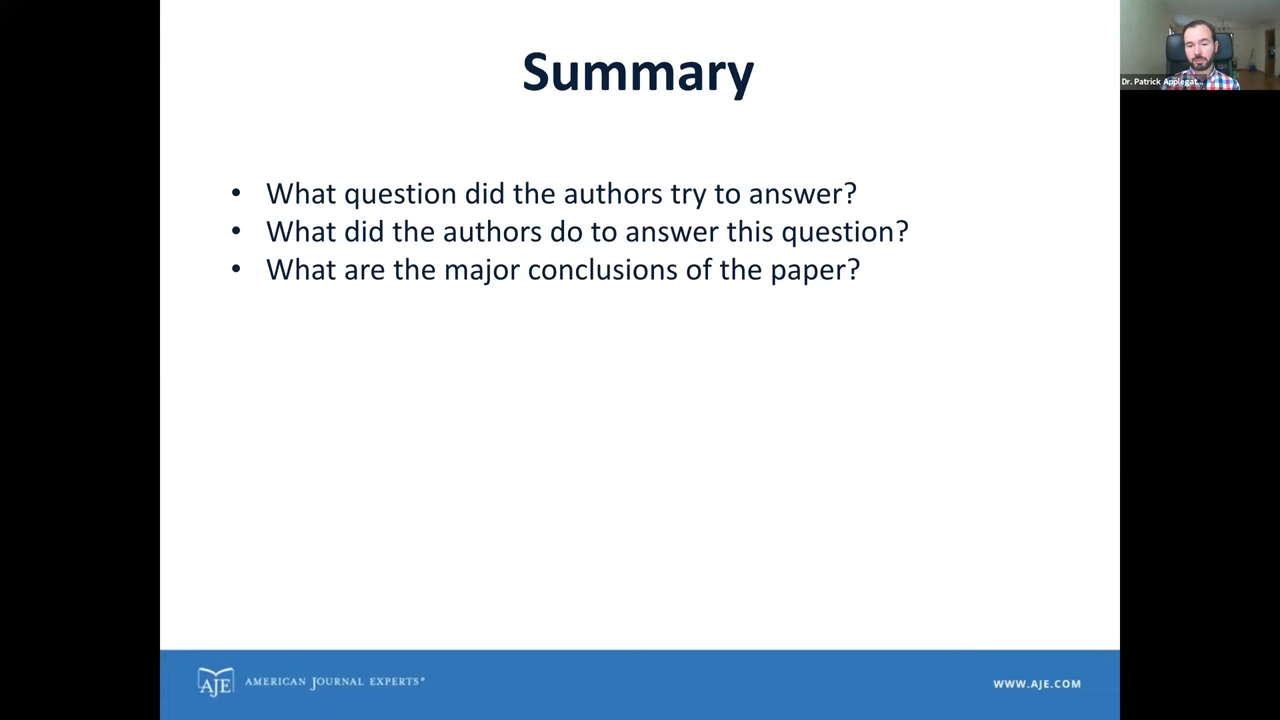 Summary
Dr. Patrick Applegat...
• What question did the authors try to answer?
• What did the authors do to answer this question?
• What are the major conclusions of the paper?
AJE AMERICAN JOURNAL EXPERTS®
WWW.AJE.COM